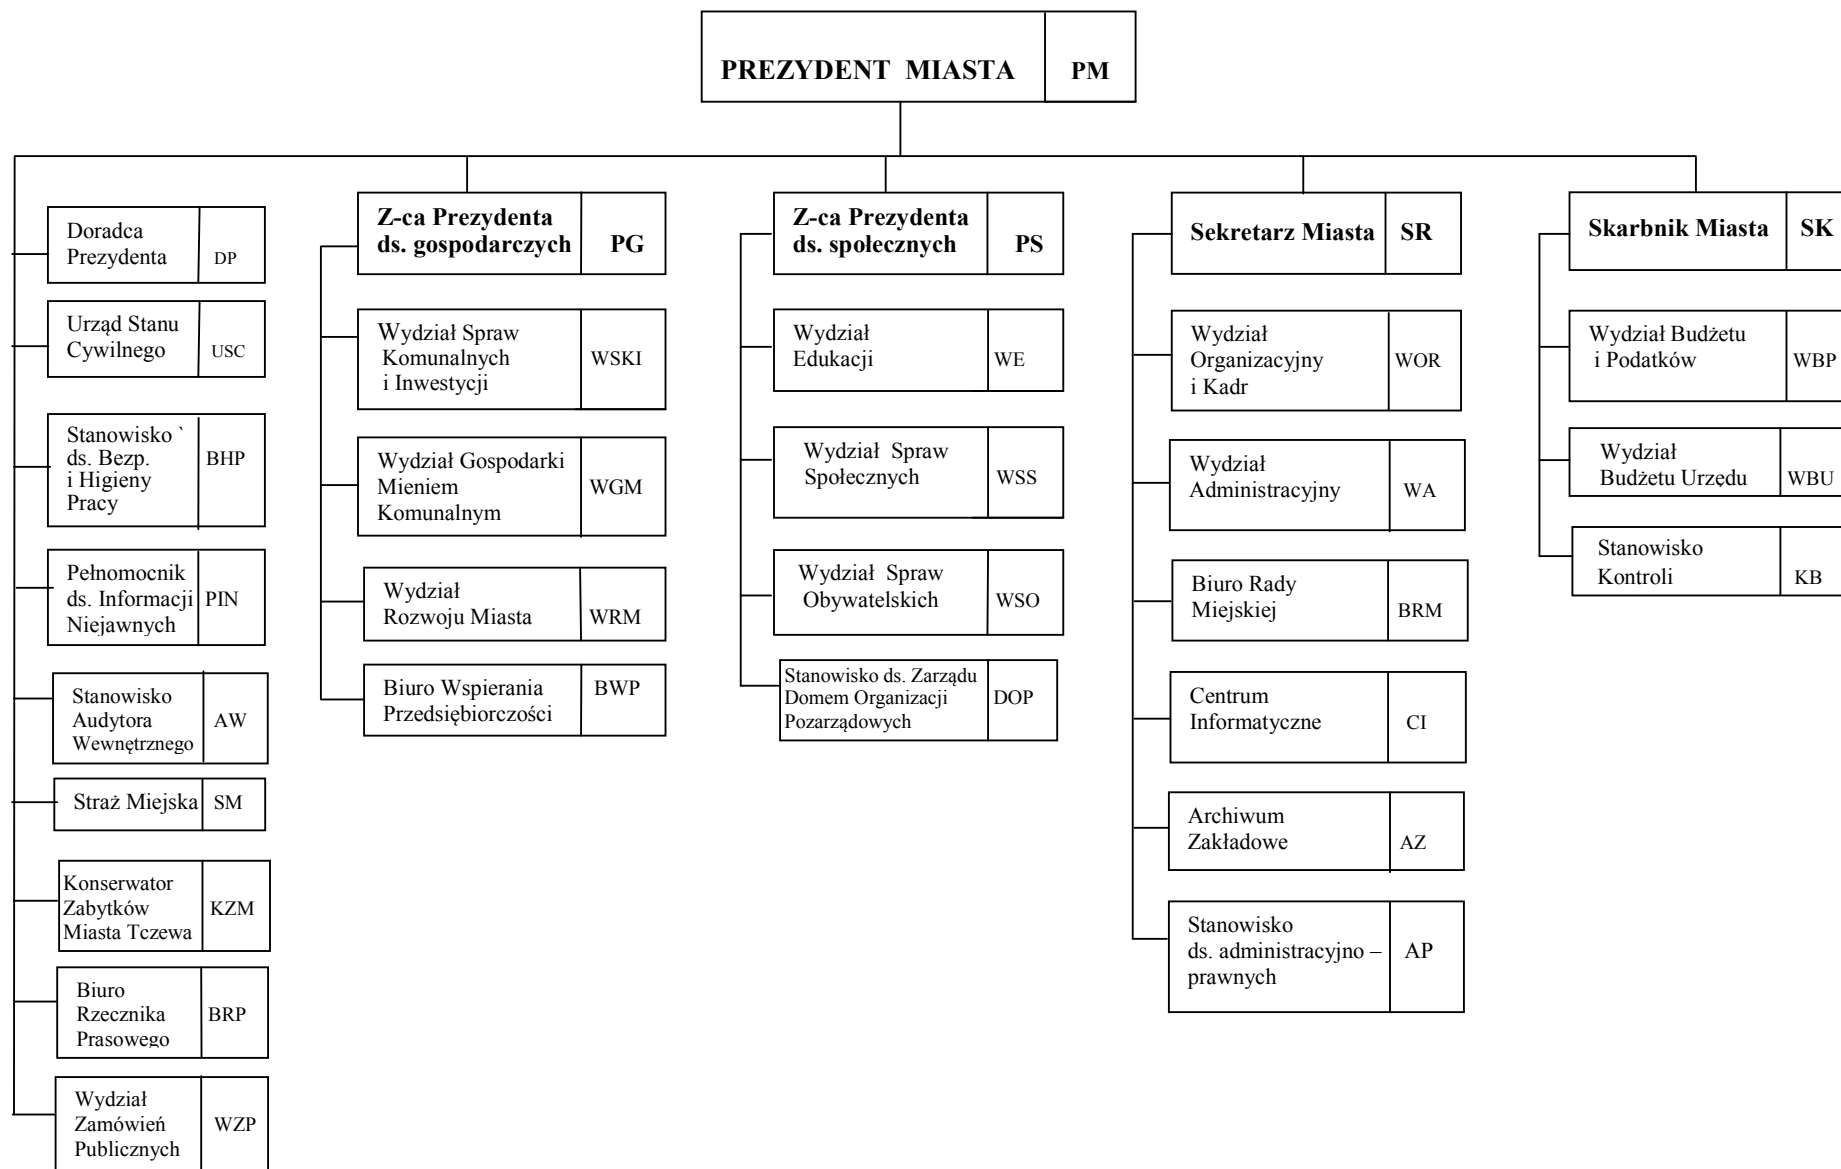 PREZYDENT MIASTA PM
Doradca
Prezydenta DP
Urząd Stanu
Cywilnego USC
Stanowisko `
ds. Bezp. BHP
i Higieny
Pracy
Pełnomocnik
ds. Informacji PIN
Niejawnych
Stanowisko
Audytora AW
Wewnętrznego
Straż Miejska SM
Konserwator
Zabytków KZM
Miasta Tczewa
Biuro
Rzecznika BRP
Prasowego
Wydział
Zamówień WZP
Publicznych
Z-ca Prezydenta
ds. gospodarczych PG
Wydział Spraw
Komunalnych WSKI
i Inwestycji
Wydział Gospodarki
Mieniem WGM
Komunalnym
Wydział
Rozwoju Miasta WRM
Biuro Wspierania BWP
Przedsiębiorczości
Z-ca Prezydenta
ds. społecznych PS
Wydział
Edukacji WE
Wydział Spraw
Społecznych WSS
Wydział Spraw
Obywatelskich WSO
Stanowisko ds. Zarządu
Domem Organizacji DOP
Pozarządowych
Sekretarz Miasta SR
Wydział
Organizacyjny WOR
i Kadr
Wydział
Administracyjny WA
Biuro Rady
Miejskiej BRM
Centrum
Informatyczne CI
Archiwum
Zakładowe AZ
Stanowisko
ds. administracyjno – AP
prawnych
Skarbnik Miasta SK
Wydział Budżetu
i Podatków WBP
Wydział
Budżetu Urzędu WBU
Stanowisko
Kontroli KB